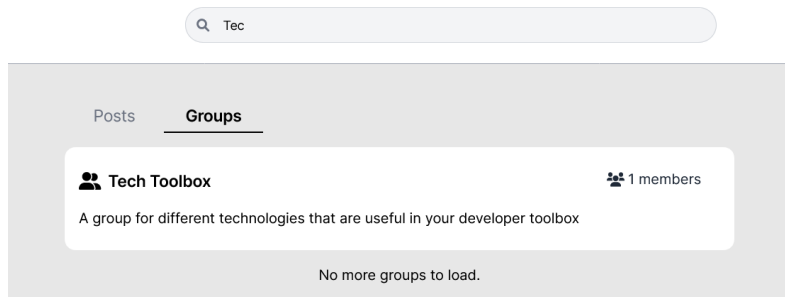 Tec
Posts Groups
Tech Toolbox 1 members
A group for different technologies that are useful in your developer toolbox
No more groups to load.